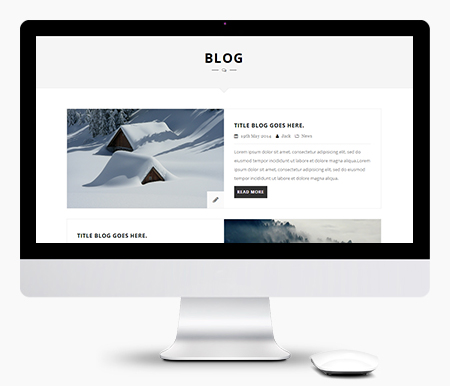 BLOG
TITLE BLOG GOES HERE.
19th May 2014 Jack News
Lorem ipsum dolor sit amet, consectetur adipisicing elit, sed do
eiusmod tempor incididunt ut labore et dolore magna aliqua.Lorem
ipsum dolor sit amet, consectetur adipisicing elit, sed do eiusmod
tempor incididunt ut labore et dolore magna aliqua.
READ MORE
TITLE BLOG GOES HERE.